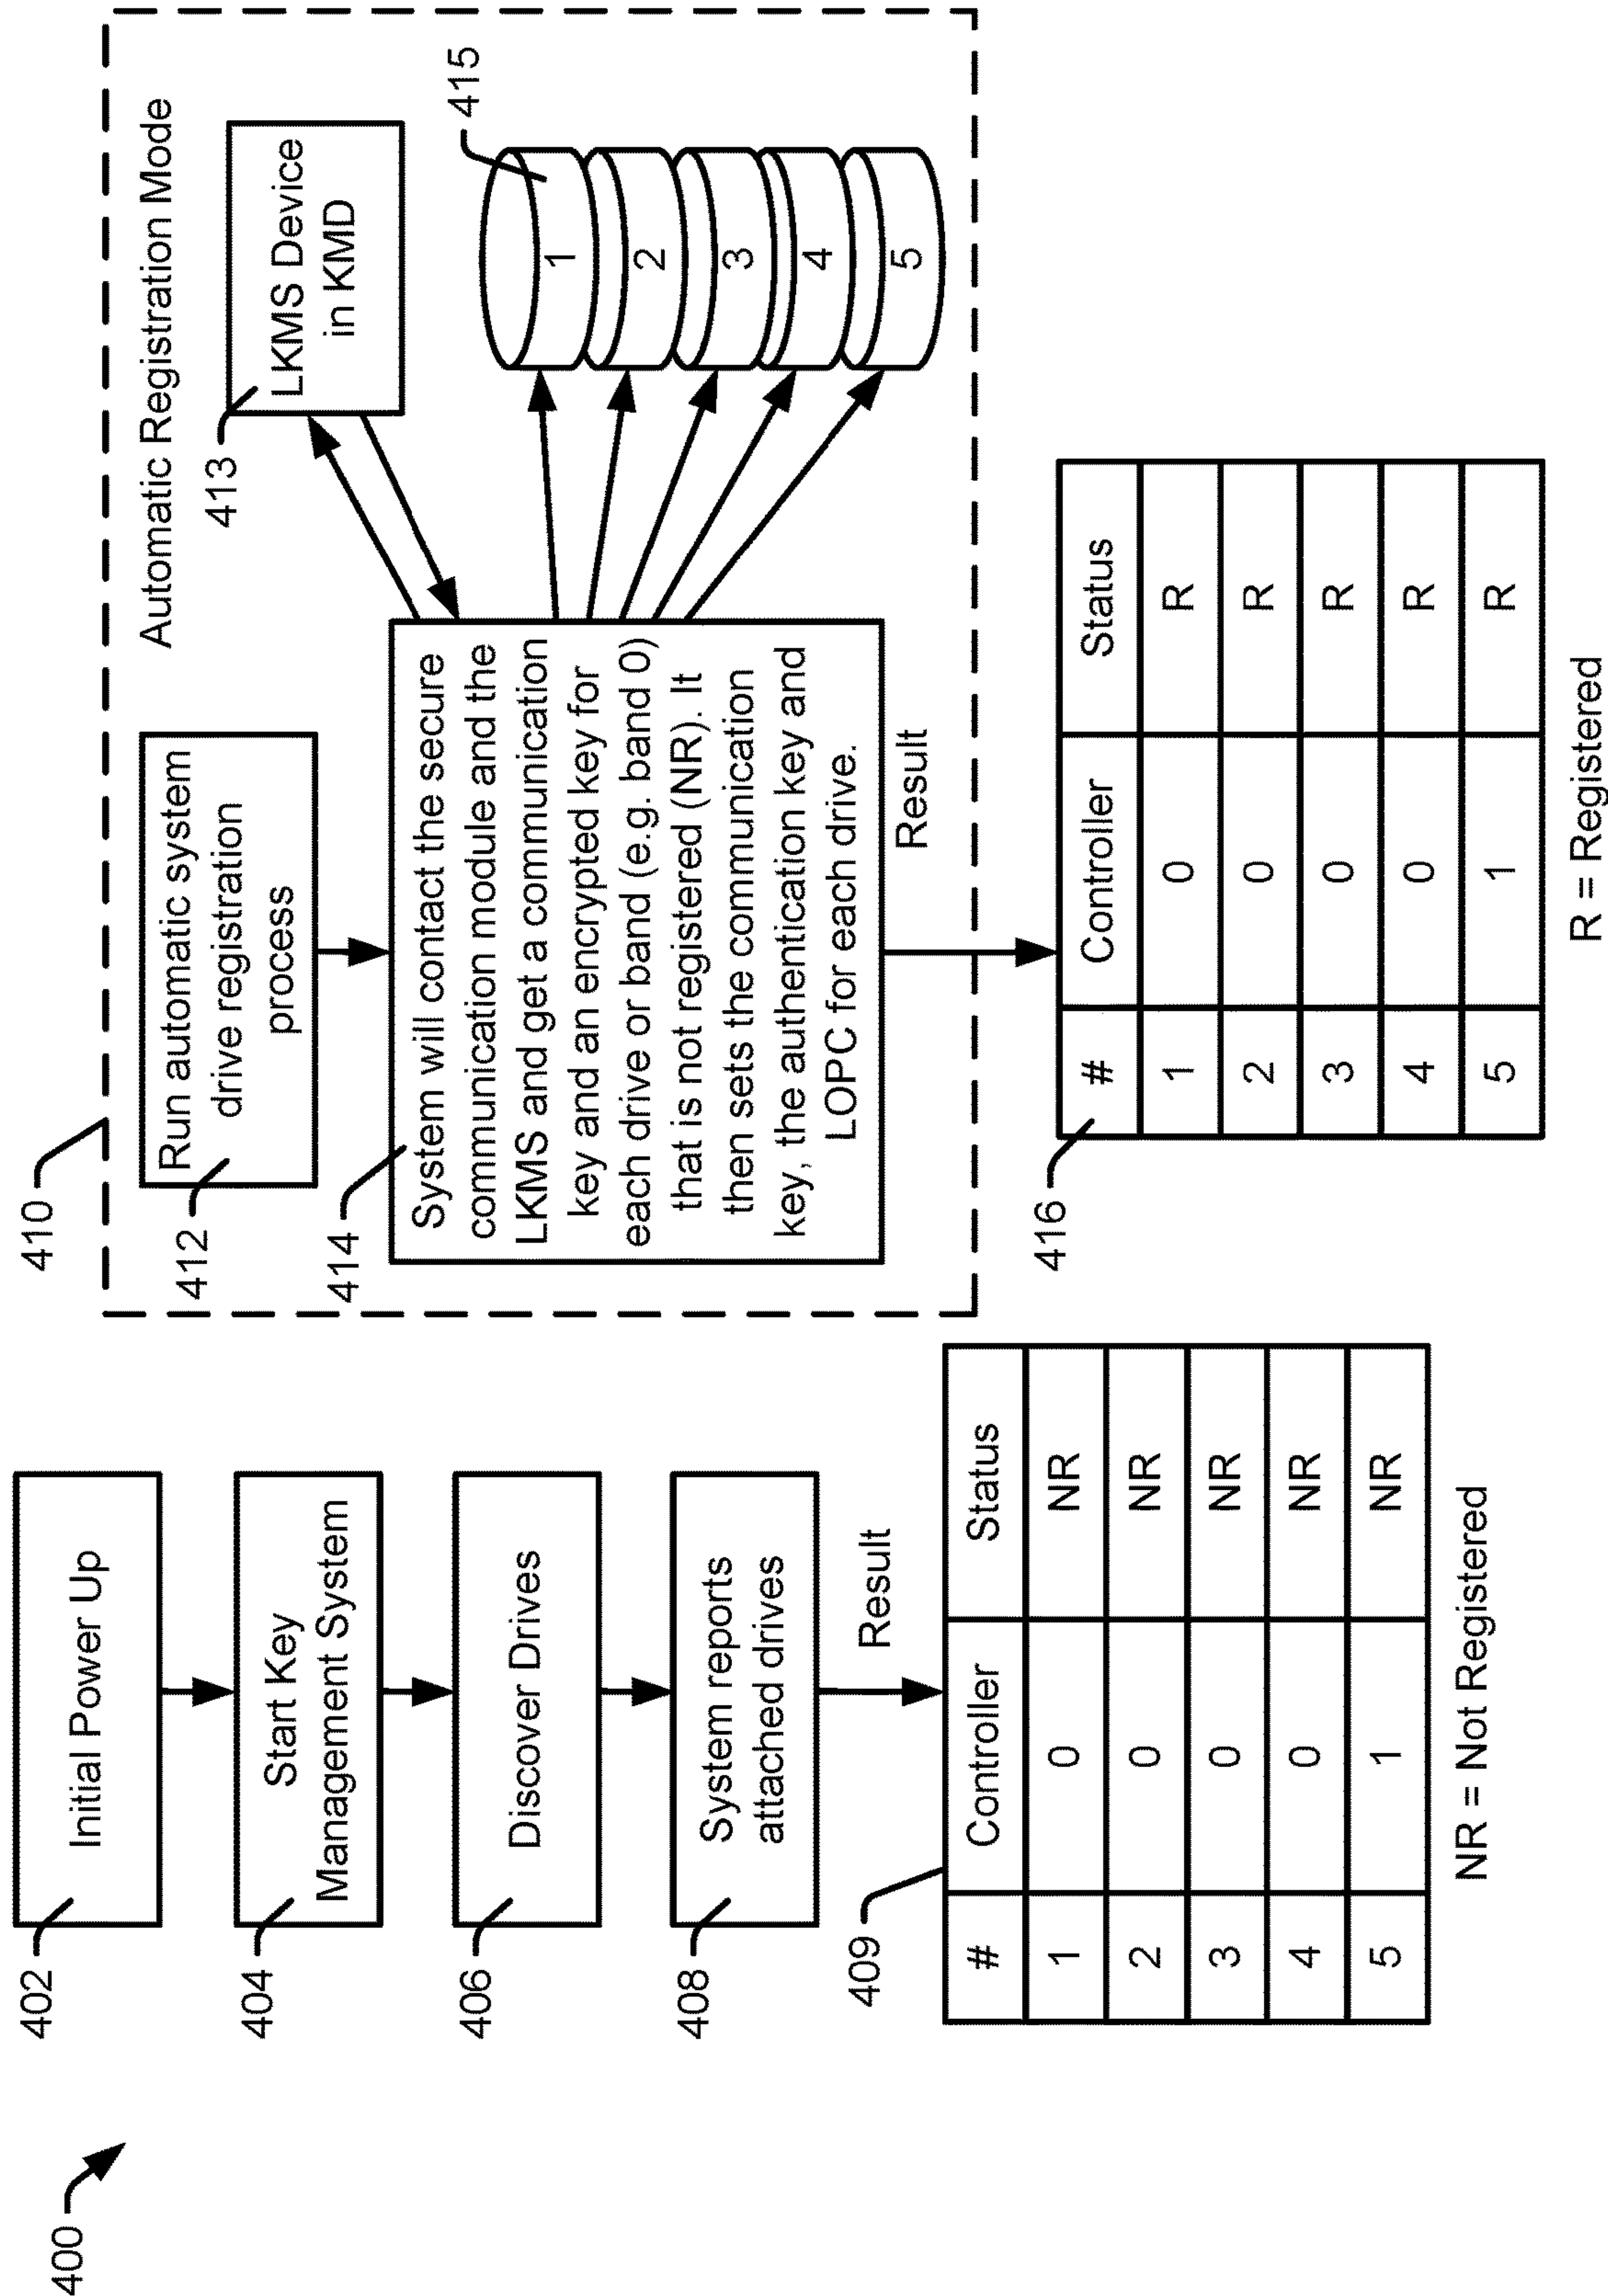 400
402
Initial Power Up
404
Start Key
Management System
406
Discover Drives
408
System reports
attached drives
Result
409
# Controller Status
1 0 NR
2 0 NR
3 0 NR
4 0 NR
5 1 NR
NR = Not Registered
410
Automatic Registration Mode
412
Run automatic system
drive registration
process
413
LKMS Device
in KMD
414
System will contact the secure
communication module and the
LKMS and get a communication
key and an encrypted key for
each drive or band (e.g. band 0)
that is not registered (NR). It
then sets the communication
key, the authentication key and
LOPC for each drive.
415
1
2
3
4
5
Result
416
# Controller Status
1 0 R
2 0 R
3 0 R
4 0 R
5 1 R
R = Registered